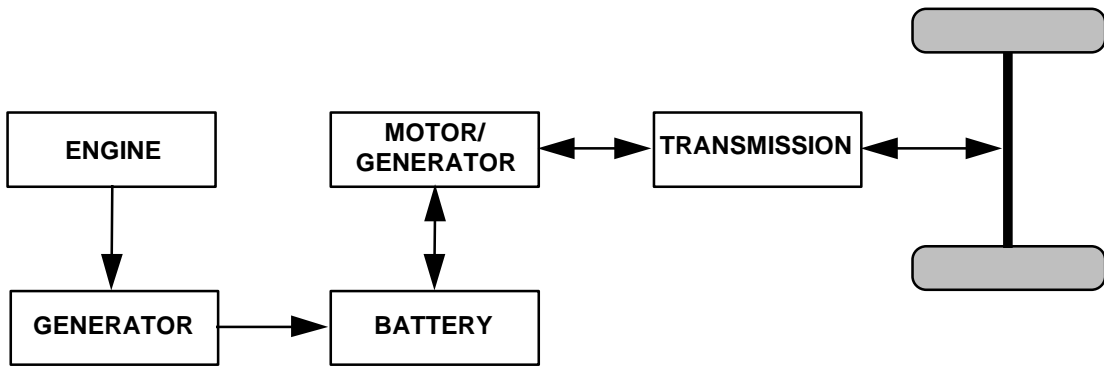 ENGINE
MOTOR/
GENERATOR
TRANSMISSION
GENERATOR
BATTERY